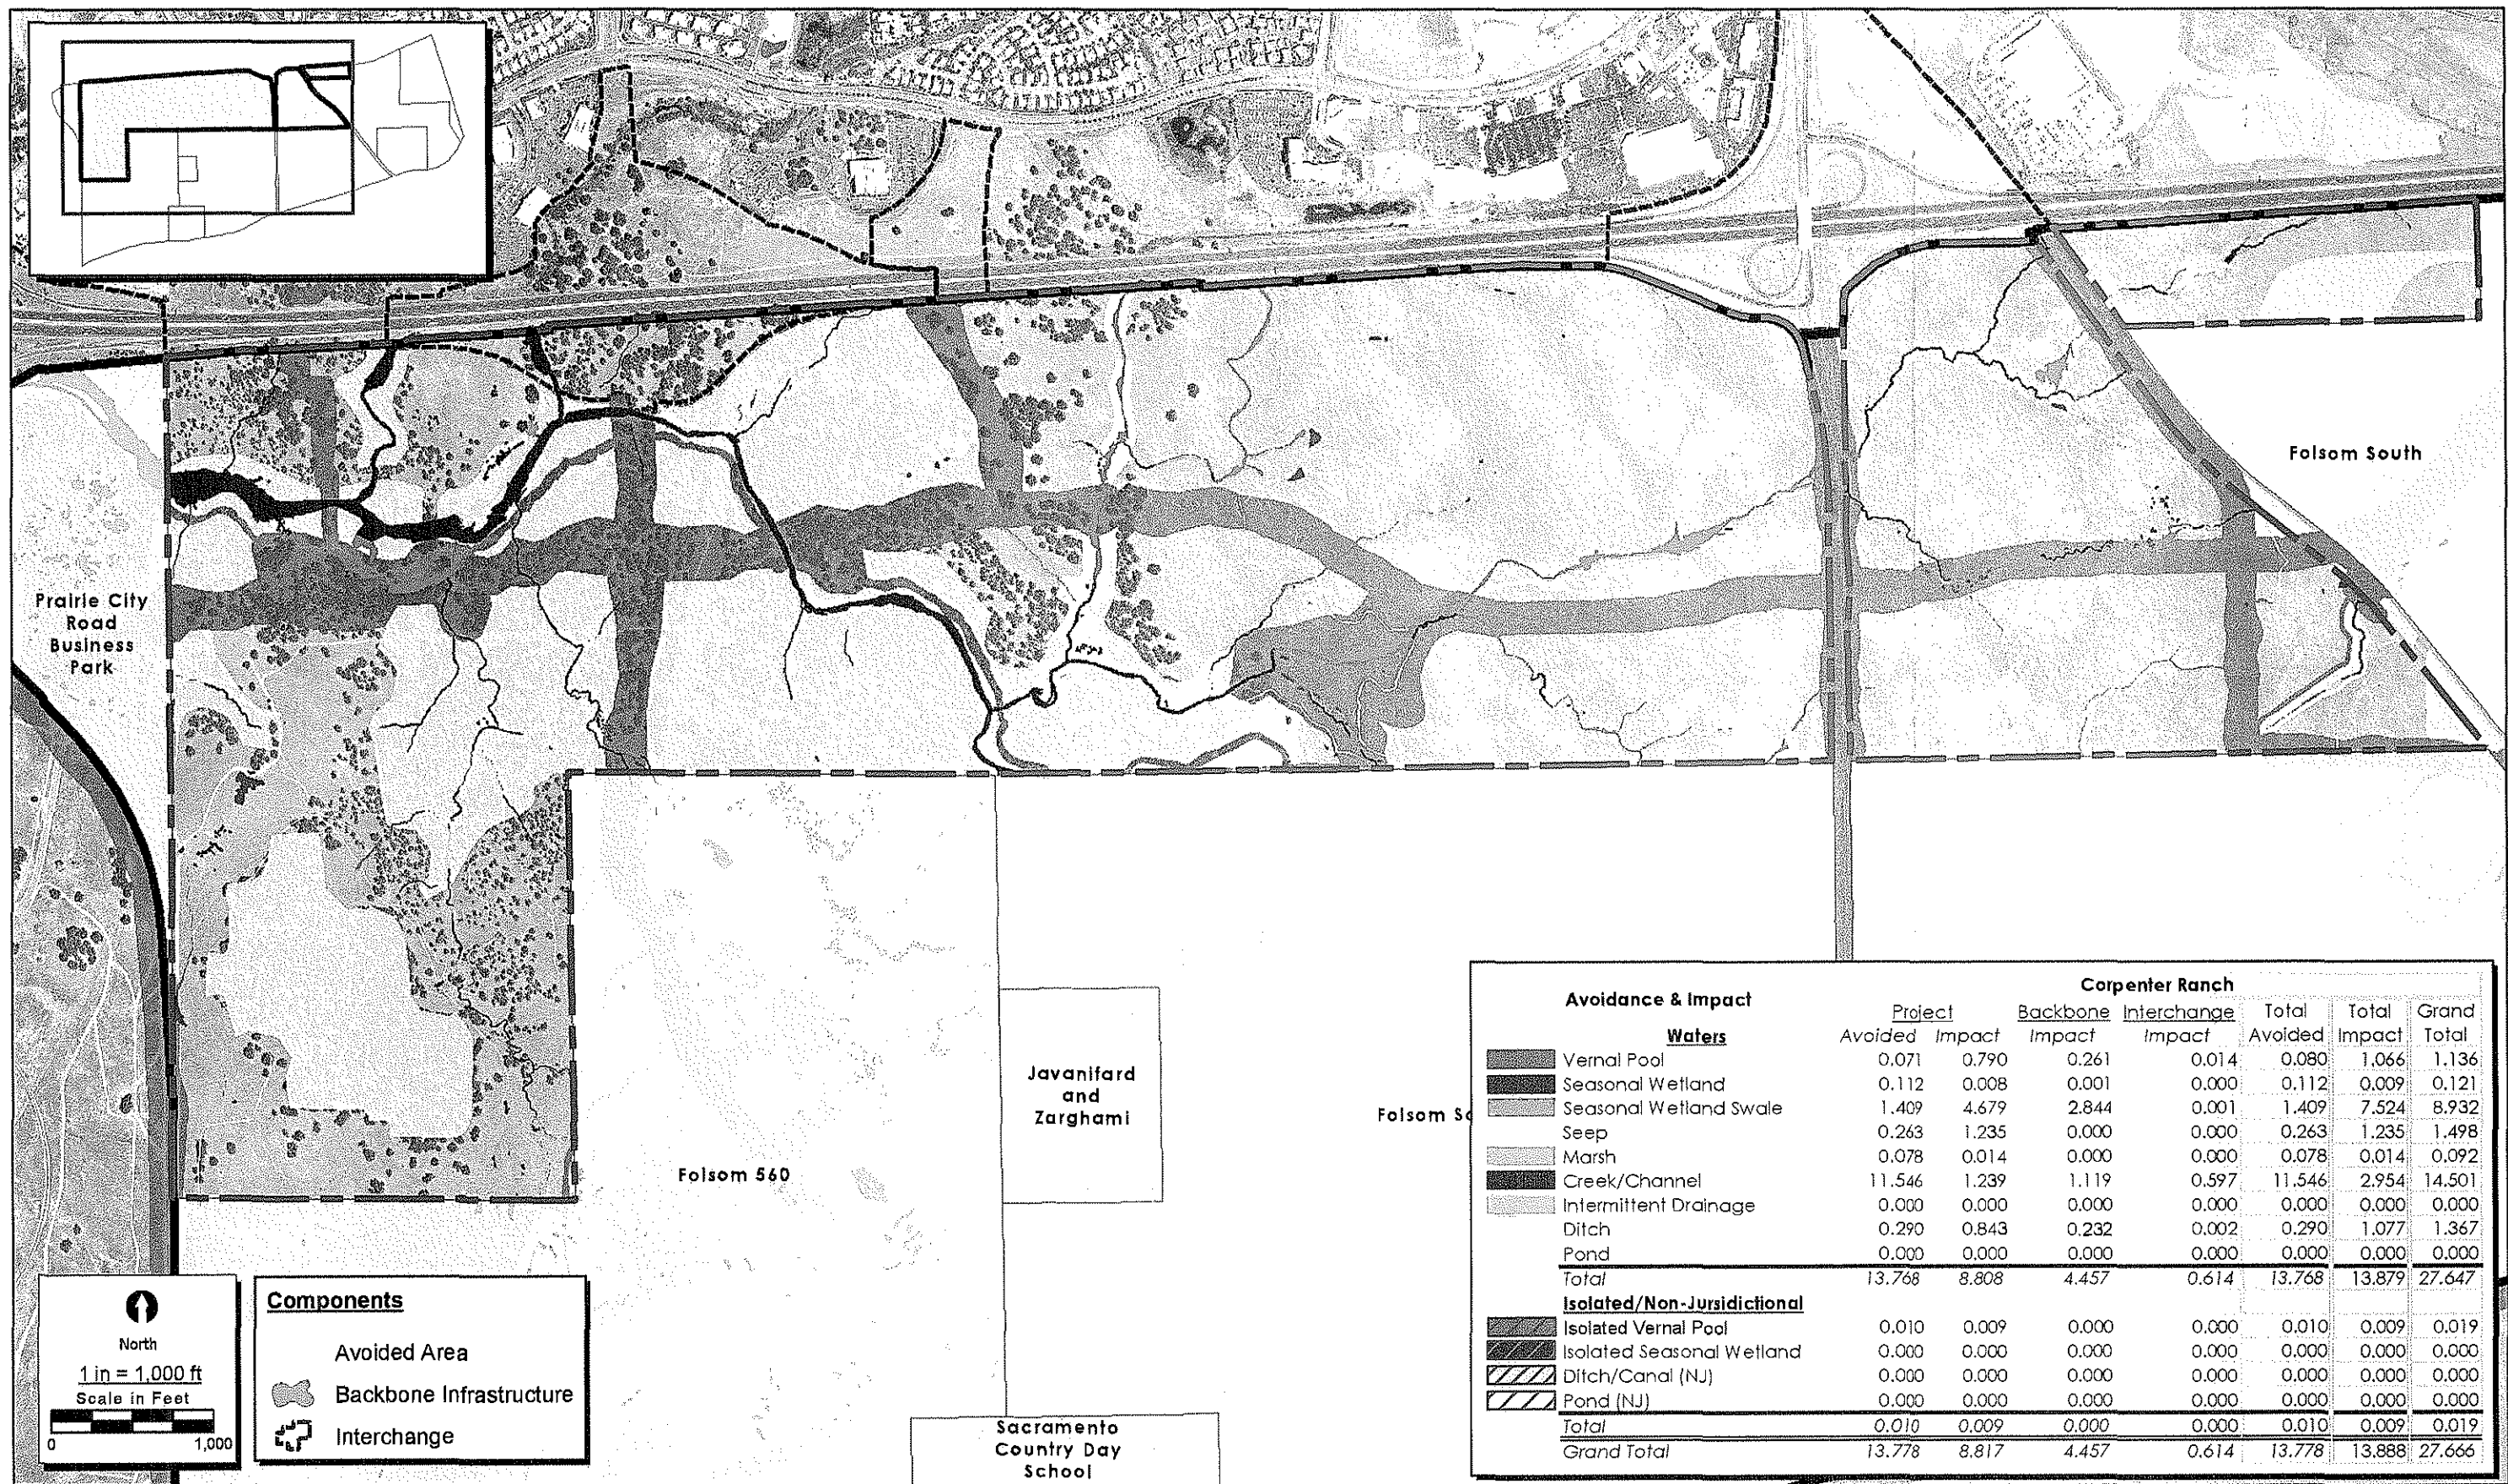 Folsom South
Prairie City
Road
Business
Park
Javanifard
and
Zarghami
Folsom So
Folsom 560
Sacramento
Country Day
School
North
1 in = 1,000 ft
Scale in Feet
0 1,000
Components
Avoided Area
Backbone Infrastructure
Interchange
Corpenter Ranch
Avoidance & Impact Project Backbone Interchange Total Total Grand
Waters Avoided Impact Impact Impact Avoided Impact Total
Vernal Pool 0.071 0.790 0.261 0.014 0.080 1.066 1.136
Seasonal Wetland 0.112 0.008 0.001 0.000 0.112 0.009 0.121
Seasonal Wetland Swale 1.409 4.679 2.844 0.001 1.409 7.524 8.932
Seep 0.263 1.235 0.000 0.000 0.263 1.235 1.498
Marsh 0.078 0.014 0.000 0.000 0.078 0.014 0.092
Creek/Channel 11.546 1.239 1.119 0.597 11.546 2.954 14.501
Intermittent Drainage 0.000 0.000 0.000 0.000 0.000 0.000 0.000
Ditch 0.290 0.843 0.232 0.002 0.290 1.077 1.367
Pond 0.000 0.000 0.000 0.000 0.000 0.000 0.000
Total 13.768 8.808 4.457 0.614 13.768 13.879 27.647
Isolated/Non-Jursidictional
Isolated Vernal Pool 0.010 0.009 0.000 0.000 0.010 0.009 0.019
Isolated Seasonal Wetland 0.000 0.000 0.000 0.000 0.000 0.000 0.000
Ditch/Canal (NJ) 0.000 0.000 0.000 0.000 0.000 0.000 0.000
Pond (NJ) 0.000 0.000 0.000 0.000 0.000 0.000 0.000
Total 0.010 0.009 0.000 0.000 0.010 0.009 0.019
Grand Total 13.778 8.817 4.457 0.614 13.778 13.888 27.666